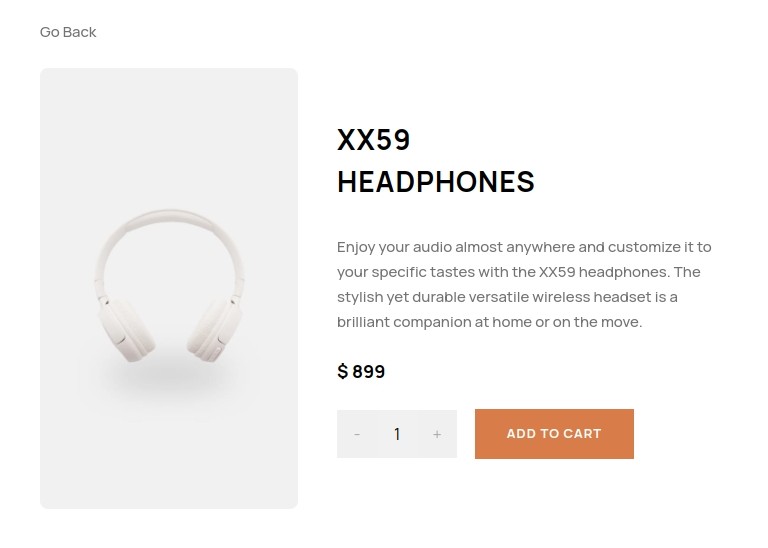 Go Back
XX59
HEADPHONES
Enjoy your audio almost anywhere and customize it to
your specific tastes with the XX59 headphones. The
stylish yet durable versatile wireless headset is a
brilliant companion at home or on the move.
$ 899
- 1 + ADD TO CART